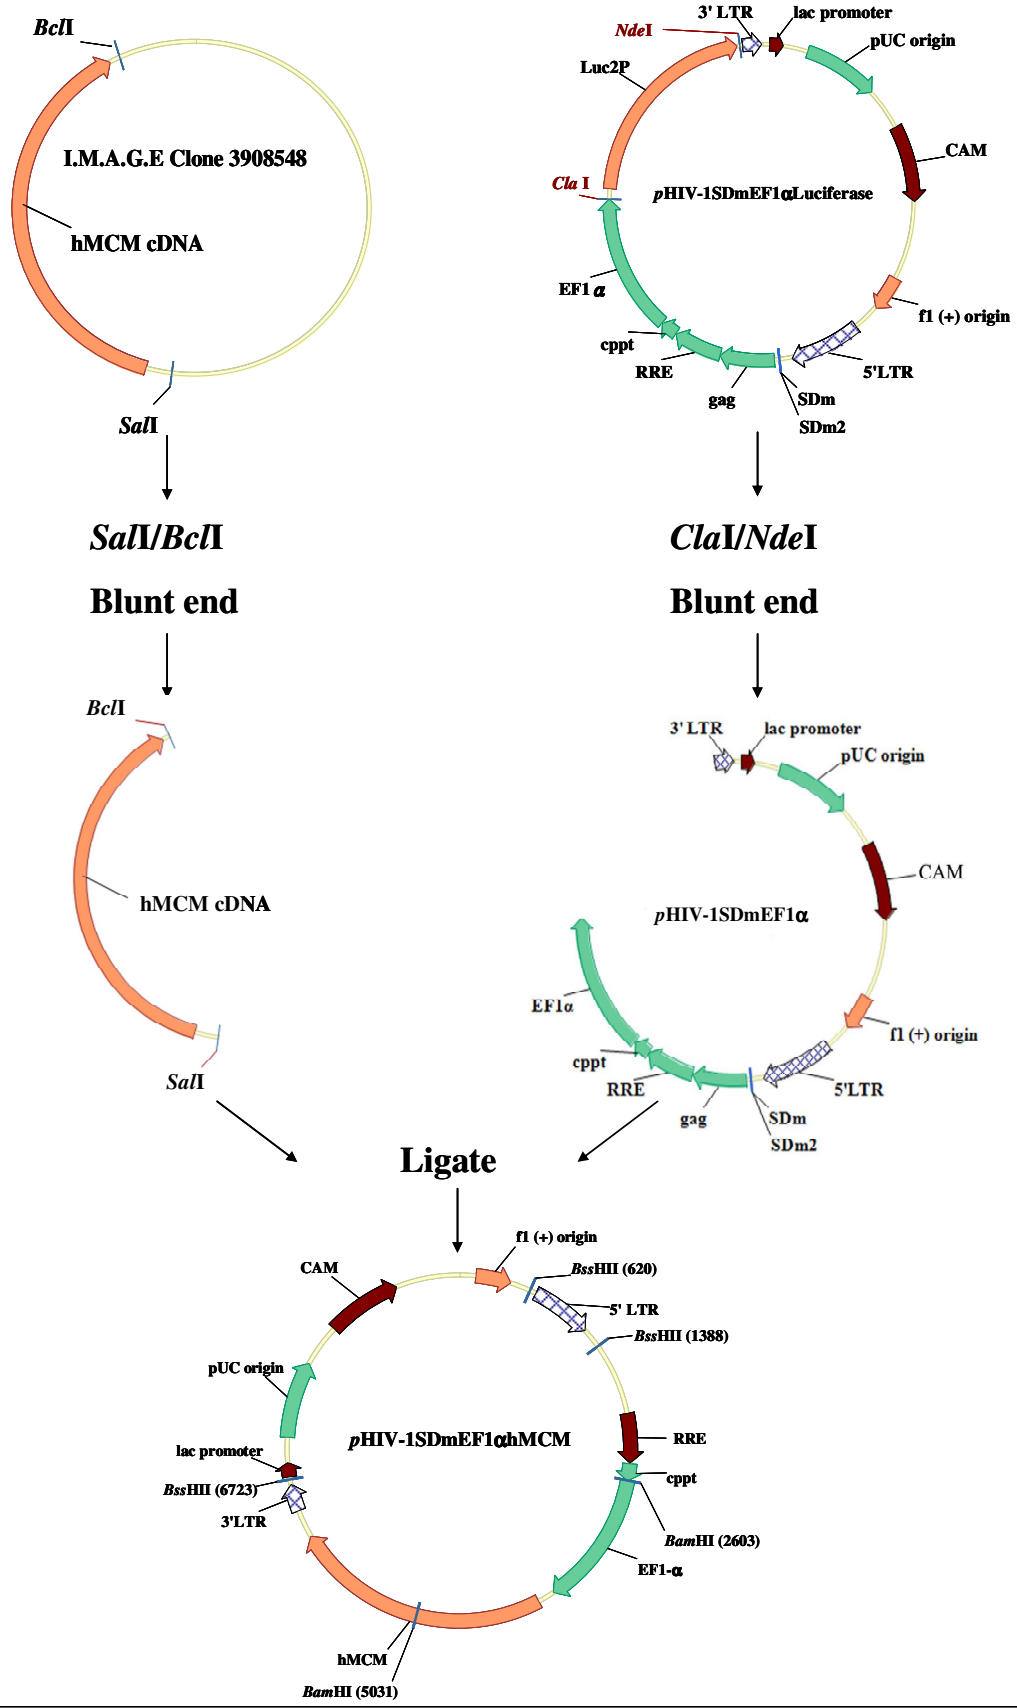 BclI
I.M.A.G.E Clone 3908548
hMCM cDNA
SalI
3' LTR
lac promoter
NdeI
pUC origin
Luc2P
CAM
Cla I
pHIV-1SDmEF1αLuciferase
EF1 α
f1 (+) origin
cppt
RRE
5'LTR
gag
SDm
SDm2
SalI/BclI
Blunt end
ClaI/NdeI
Blunt end
BclI
hMCM cDNA
SalI
3' LTR
lac promoter
pUC origin
CAM
pHIV-1SDmEF1α
EF1α
f1 (+) origin
cppt
RRE
5'LTR
gag
SDm
SDm2
Ligate
f1 (+) origin
CAM
BssHII (620)
5' LTR
BssHII (1388)
pUC origin
pHIV-1SDmEF1αhMCM
RRE
lac promoter
cppt
BssHII (6723)
3'LTR
BamHI (2603)
EF1-α
hMCM
BamHI (5031)